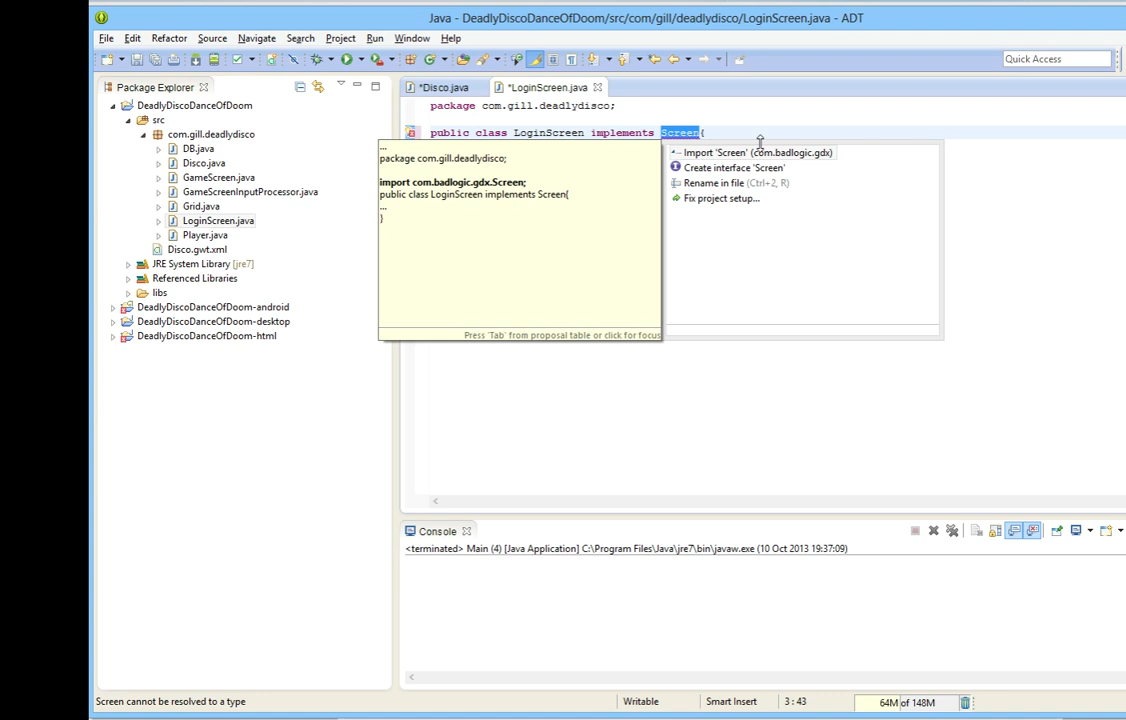 Java - DeadlyDiscoDanceOfDoom/src/com/gill/deadlydisco/LoginScreen.java - ADT
File Edit Refactor Source Navigate Search Project Run Window Help
Quick Access
Package Explorer
DeadlyDiscoDanceOfDoom
src
com.gill.deadlydisco
DB.java
Disco.java
GameScreen.java
GameScreenInputProcessor.java
Grid.java
LoginScreen.java
Player.java
Disco.gwt.xml
JRE System Library [jre7]
Referenced Libraries
libs
DeadlyDiscoDanceOfDoom-android
DeadlyDiscoDanceOfDoom-desktop
DeadlyDiscoDanceOfDoom-html
*Disco.java *LoginScreen.java
package com.gill.deadlydisco;
public class LoginScreen implements Screen{
...
package com.gill.deadlydisco;
import com.badlogic.gdx.Screen;
public class LoginScreen implements Screen{
...
}
Press 'Tab' from proposal table or click for focus
Import 'Screen' (com.badlogic.gdx)
Create interface 'Screen'
Rename in file (Ctrl+2, R)
Fix project setup...
Console
<terminated> Main (4) [Java Application] C:\Program Files\Java\jre7\bin\javaw.exe (10 Oct 2013 19:37:09)
Screen cannot be resolved to a type Writable Smart Insert 3 : 43 64M of 148M